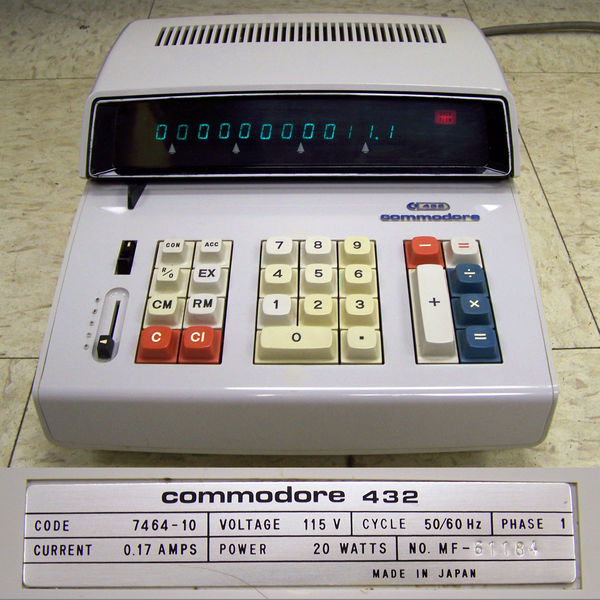 00000000011.1
commodore
CON ACC 7 8 9 − =
R/O EX 4 5 6 + ÷
CM RM 1 2 3 ×
C CI 0 . =
commodore 432
CODE 7464-10 VOLTAGE 115 V CYCLE 50/60 Hz PHASE 1
CURRENT 0.17 AMPS POWER 20 WATTS NO. MF-61184
MADE IN JAPAN